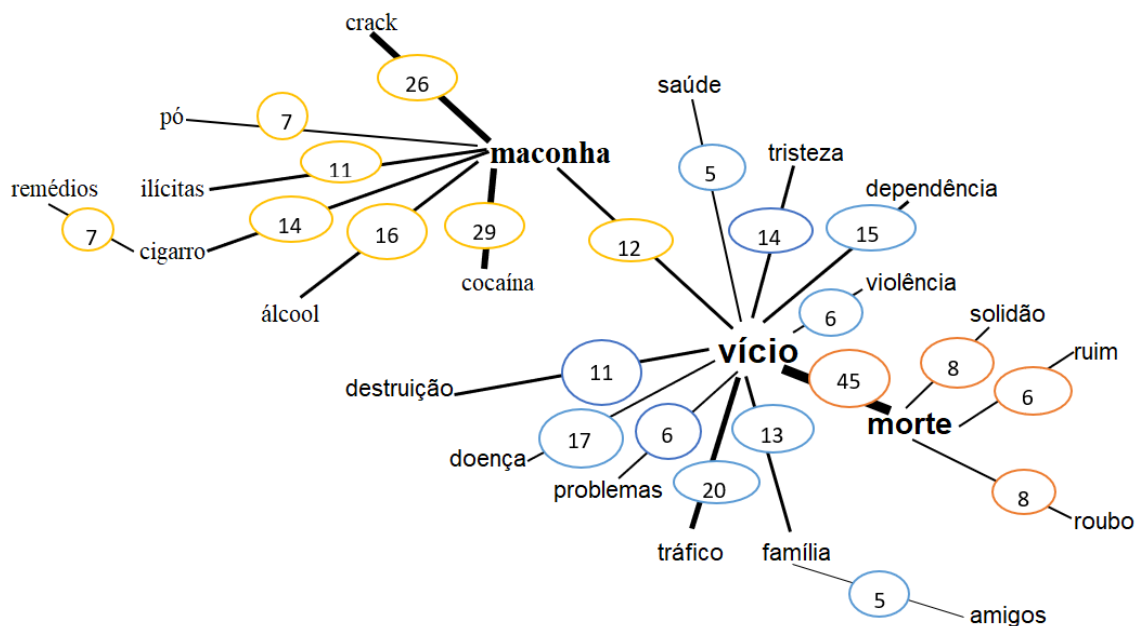 crack
26
saúde
pó
7
maconha
tristeza
11
5
remédios
ilícitas
dependência
7
14
16
29
12
14
15
cigarro
cocaína
violência
álcool
6
solidão
vício
ruim
destruição
11
45
8
6
morte
doença
17
6
13
problemas
20
8
roubo
tráfico
família
5
amigos